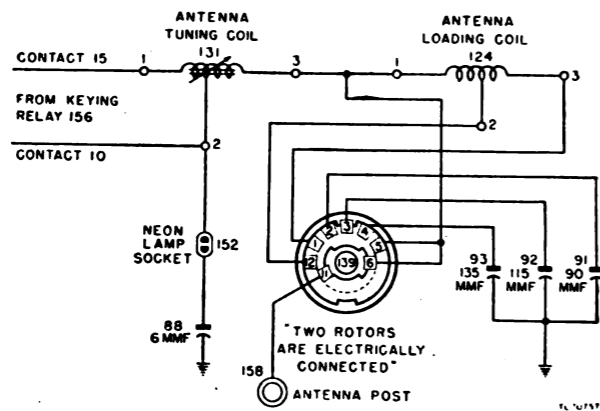 ANTENNA
TUNING COIL
131
ANTENNA
LOADING COIL
124
CONTACT 15
1
3
1
3
FROM KEYING
RELAY 156
2
CONTACT 10
2
NEON
LAMP
SOCKET
152
1
2
3
4
5
12
139
6
11
93
135
MMF
92
115
MMF
91
90
MMF
88
6 MMF
"TWO ROTORS
ARE ELECTRICALLY
CONNECTED"
158
ANTENNA POST